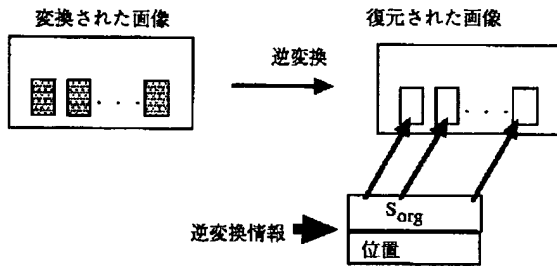 変換された画像
復元された画像
逆変換
. . .
. . .
逆変換情報
Sorg
位置